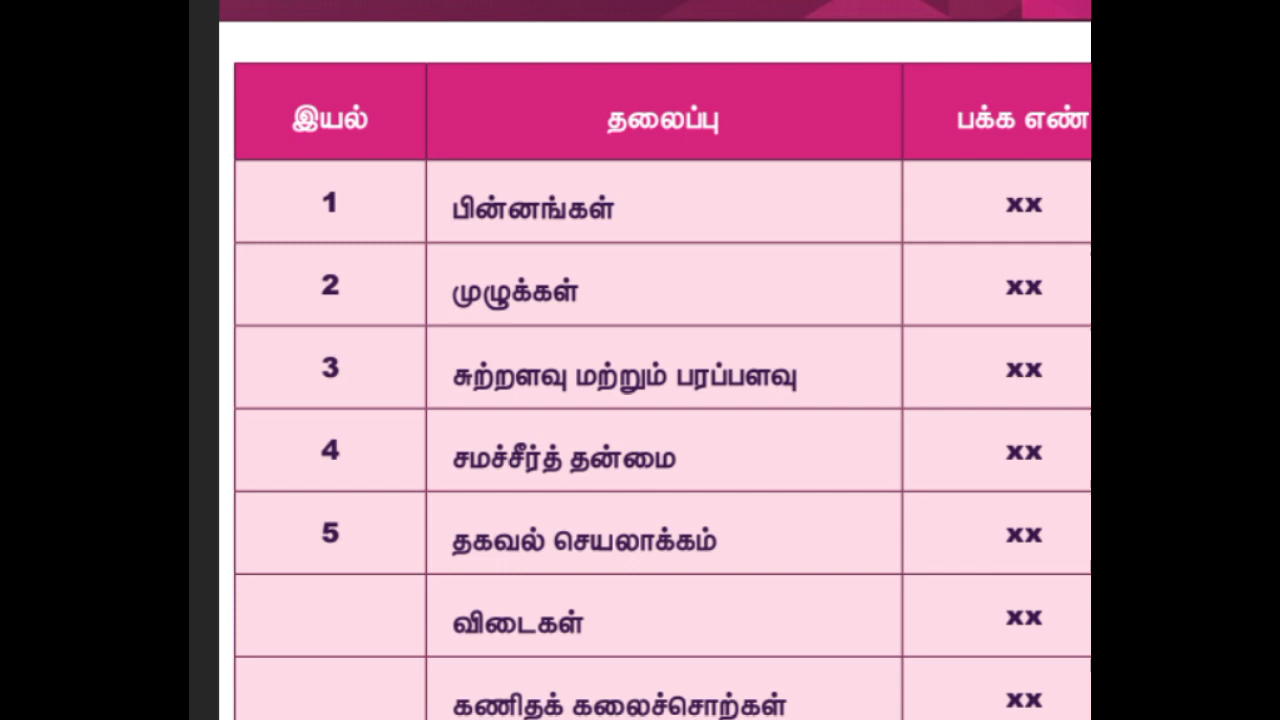 இயல் தலைப்பு பக்க எண்
1 பின்னங்கள் xx
2 முழுக்கள் xx
3 சுற்றளவு மற்றும் பரப்பளவு xx
4 சமச்சீர்த் தன்மை xx
5 தகவல் செயலாக்கம் xx
விடைகள் xx
கணிதக் கலைச்சொற்கள் xx